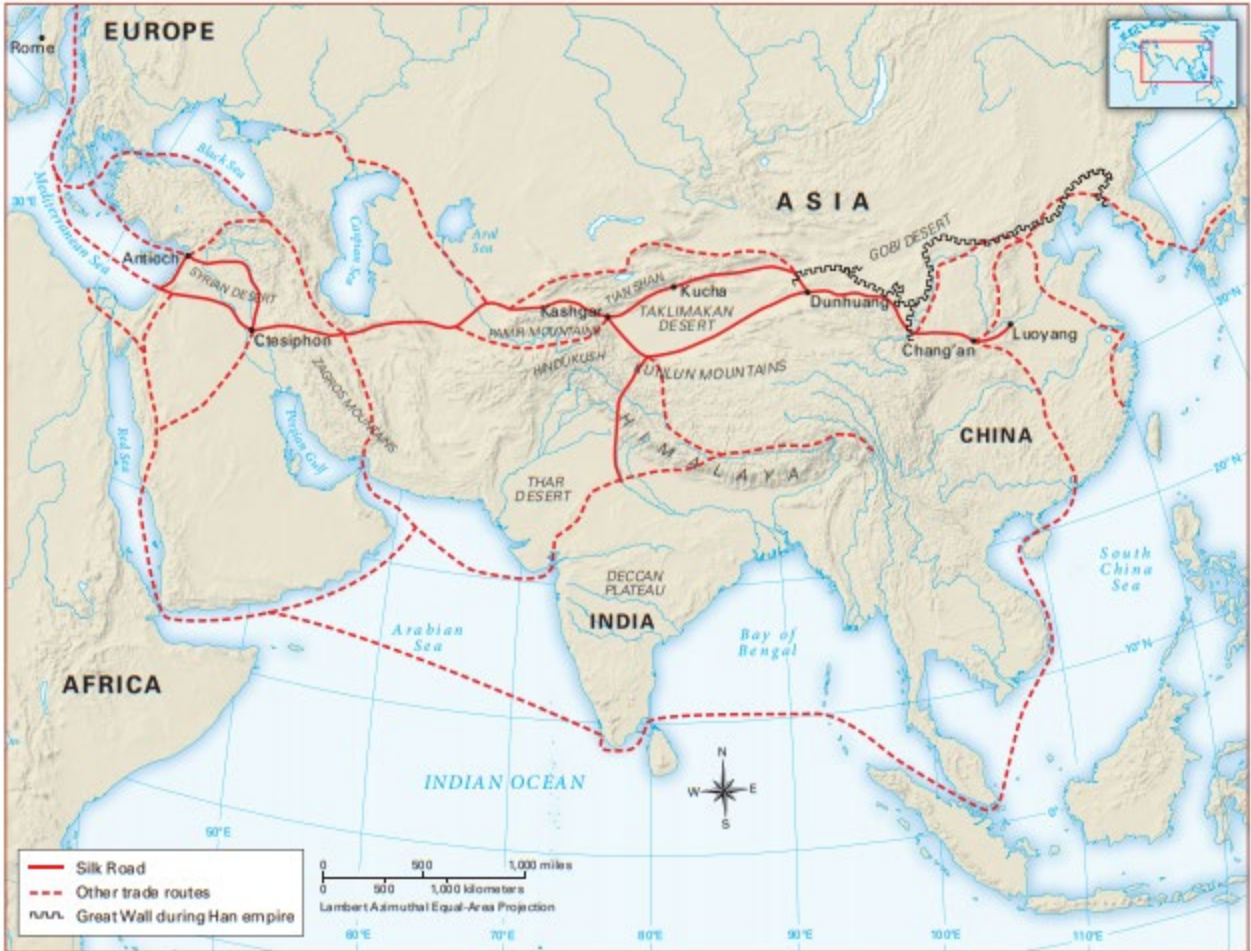 EUROPE
Rome
Black Sea
30°E
Mediterranean Sea
Caspian Sea
Aral Sea
ASIA
GOBI DESERT
Antioch
SYRIAN DESERT
TIAN SHAN
Kucha
Kashgar
TAKLIMAKAN
DESERT
Dunhuang
30°N
Ctesiphon
PAMIR MOUNTAINS
Chang'an
Luoyang
HINDU KUSH
KUNLUN MOUNTAINS
ZAGROS MOUNTAINS
Red Sea
Persian Gulf
HIMALAYA
CHINA
20°N
THAR
DESERT
DECCAN
PLATEAU
INDIA
South
China
Sea
Arabian
Sea
Bay of
Bengal
10°N
AFRICA
N
W E
S
INDIAN OCEAN
0°
50°E
Silk Road
Other trade routes
Great Wall during Han empire
0 500 1,000 miles
0 500 1,000 kilometers
Lambert Azimuthal Equal-Area Projection
60°E 70°E 80°E 90°E 100°E 110°E